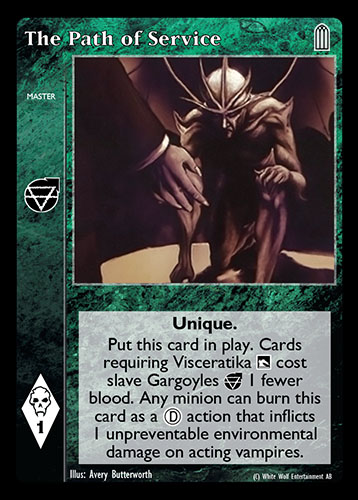 The Path of Service
MASTER
Unique.
Put this card in play. Cards
requiring Visceratika cost
slave Gargoyles 1 fewer
blood. Any minion can burn this
card as a D action that inflicts
1 unpreventable environmental
damage on acting vampires.
1
Illus: Avery Butterworth
(C) White Wolf Entertainment AB